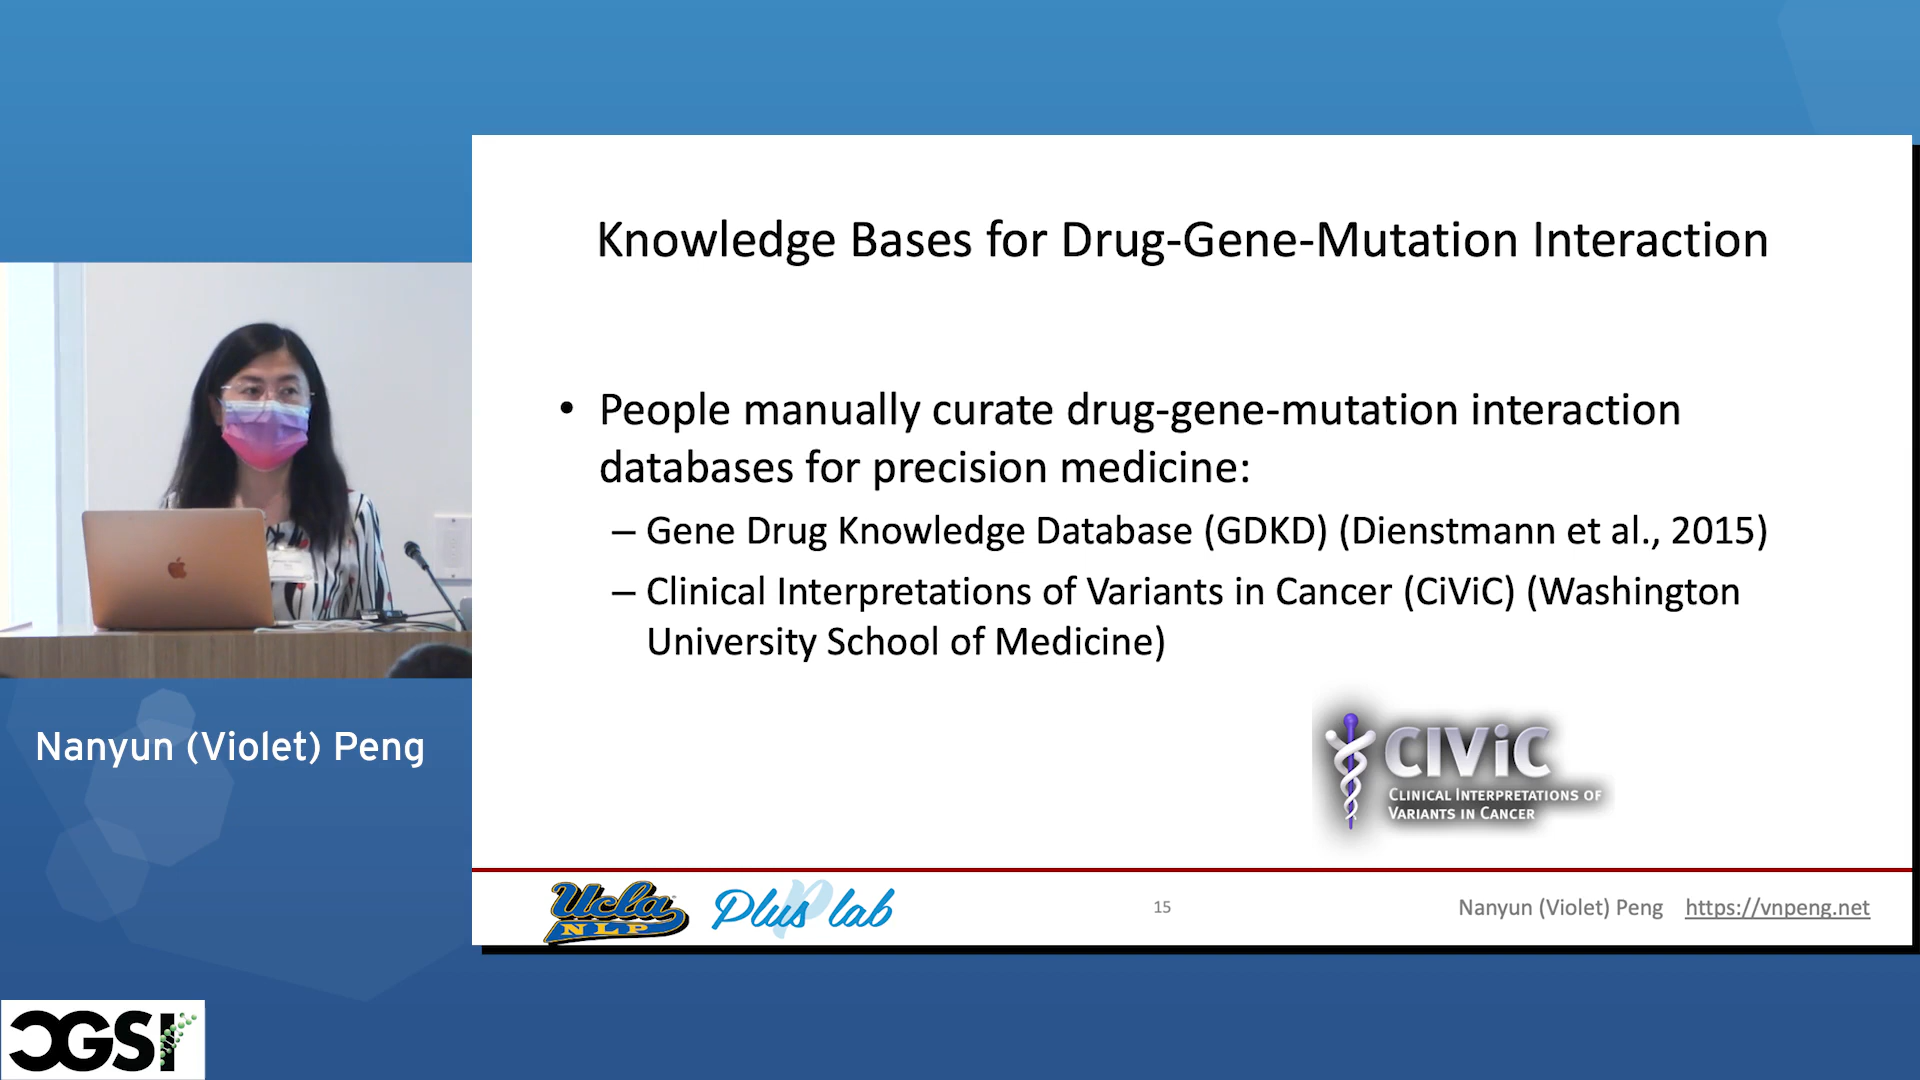 Knowledge Bases for Drug-Gene-Mutation Interaction
• People manually curate drug-gene-mutation interaction
databases for precision medicine:
– Gene Drug Knowledge Database (GDKD) (Dienstmann et al., 2015)
– Clinical Interpretations of Variants in Cancer (CiViC) (Washington
University School of Medicine)
CIViC
CLINICAL INTERPRETATIONS OF
VARIANTS IN CANCER
Ucla
NLP
Plus lab
15
Nanyun (Violet) Peng https://vnpeng.net
Nanyun (Violet) Peng
CGSI